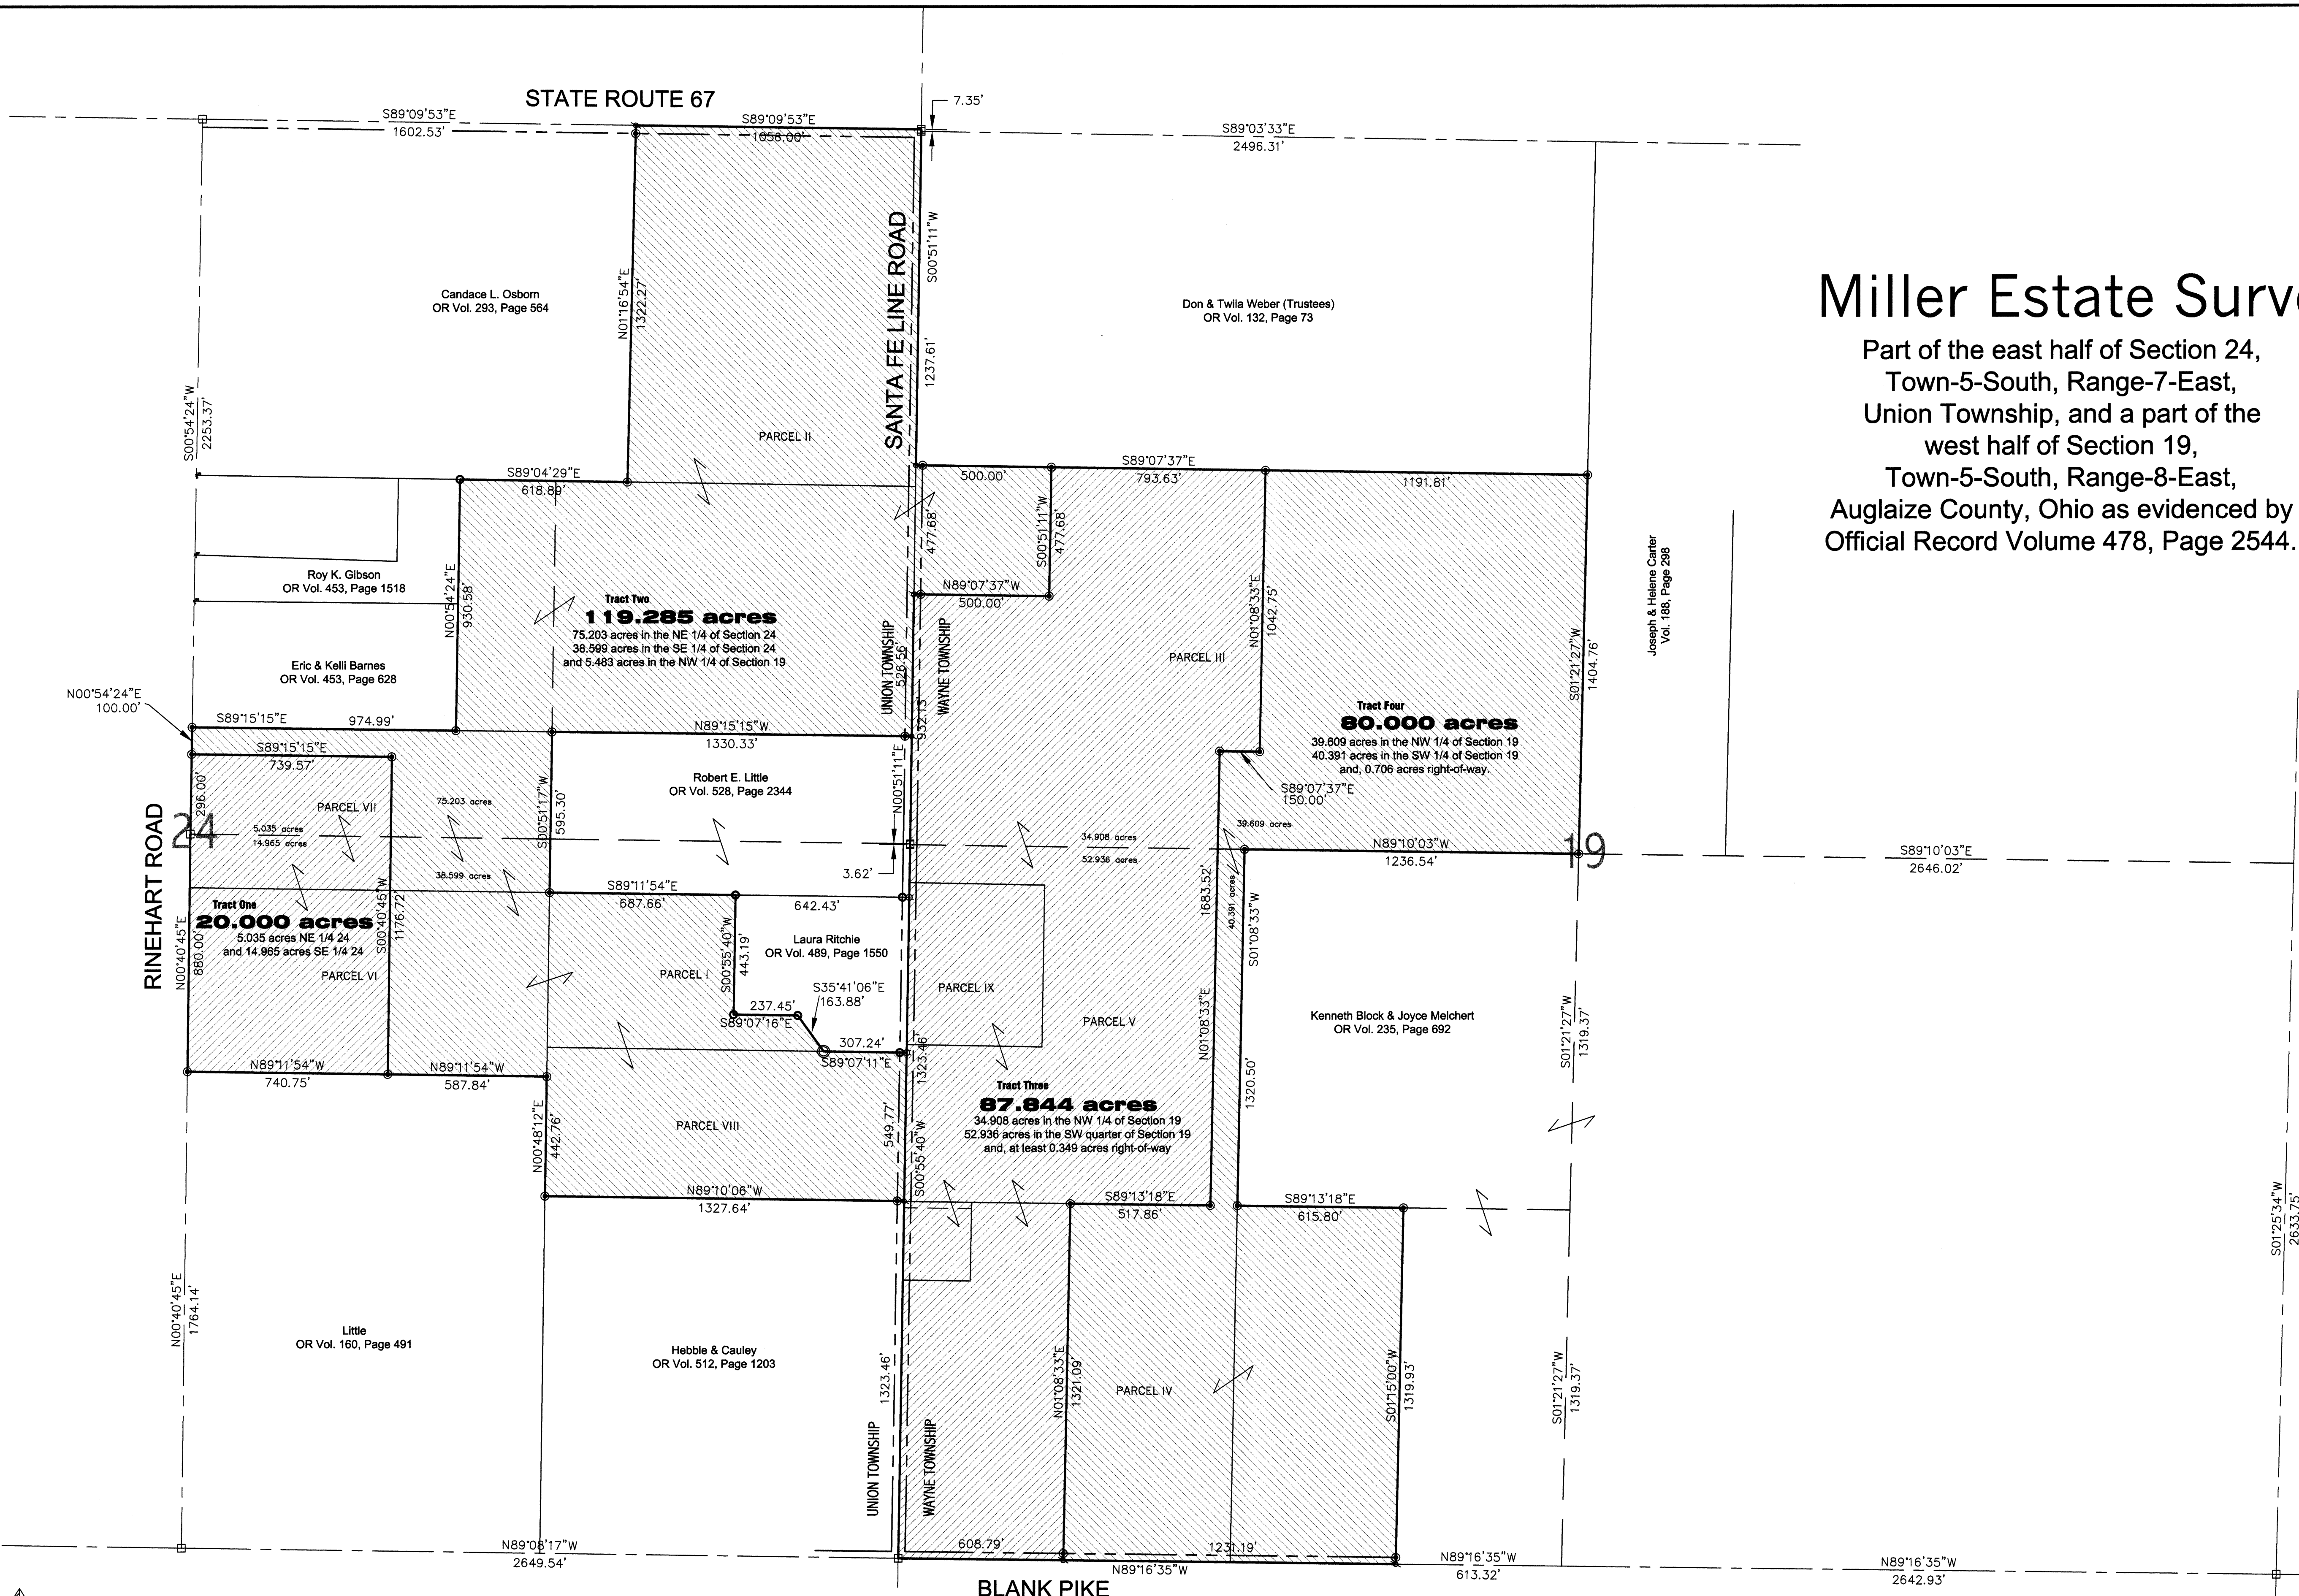 STATE ROUTE 67
S89°09'53"E
1602.53'
S89°09'53"E
1058.00'
7.35'
S89°03'33"E
2496.31'
Miller Estate Surv
Part of the east half of Section 24,
Town-5-South, Range-7-East,
Union Township, and a part of the
west half of Section 19,
Town-5-South, Range-8-East,
Auglaize County, Ohio as evidenced by
Official Record Volume 478, Page 2544.
Candace L. Osborn
OR Vol. 293, Page 564
N01°16'54"E
1322.27'
SANTA FE LINE ROAD
S00°51'11"W
1237.61'
Don & Twila Weber (Trustees)
OR Vol. 132, Page 73
S00°54'24"W
2253.37'
PARCEL II
S89°04'29"E
618.89'
500.00'
S89°07'37"E
793.63'
1191.81'
477.68'
S00°51'11"W
477.68'
N89°07'37"W
500.00'
Roy K. Gibson
OR Vol. 453, Page 1518
N00°54'24"E
930.58'
Tract Two
119.285 acres
75.203 acres in the NE 1/4 of Section 24
38.599 acres in the SE 1/4 of Section 24
and 5.483 acres in the NW 1/4 of Section 19
UNION TOWNSHIP
526.56'
WAYNE TOWNSHIP
932.13'
PARCEL III
N01°08'33"E
1042.75'
S01°21'27"W
1404.76'
Joseph & Helene Carter
Vol. 188, Page 298
Eric & Kelli Barnes
OR Vol. 453, Page 628
N00°54'24"E
100.00'
S89°15'15"E
974.99'
S89°15'15"E
739.57'
N89°15'15"W
1330.33'
Tract Four
80.000 acres
39.609 acres in the NW 1/4 of Section 19
40.391 acres in the SW 1/4 of Section 19
and, 0.706 acres right-of-way.
S89°07'37"E
150.00'
Robert E. Little
OR Vol. 528, Page 2344
N00°51'11"E
S00°51'17"W
595.30'
296.00'
PARCEL VII
75.203 acres
RINEHART ROAD
24
5.035 acres
14.965 acres
38.599 acres
3.62'
34.908 acres
52.936 acres
39.609 acres
40.391 acres
N89°10'03"W
1236.54'
19
S89°10'03"E
2646.02'
S89°11'54"E
687.66'
642.43'
Tract One
20.000 acres
5.035 acres NE 1/4 24
and 14.965 acres SE 1/4 24
PARCEL VI
N00°40'45"E
880.00'
S00°40'45"W
1176.72'
PARCEL I
S00°55'40"W
443.19'
Laura Ritchie
OR Vol. 489, Page 1550
S35°41'06"E
163.88'
237.45'
S89°07'16"E
307.24'
S89°07'11"E
PARCEL IX
PARCEL V
1683.52'
N01°08'33"E
S01°08'33"W
1320.50'
Kenneth Block & Joyce Melchert
OR Vol. 235, Page 692
S01°21'27"W
1319.37'
N89°11'54"W
740.75'
N89°11'54"W
587.84'
N00°48'12"E
442.76'
PARCEL VIII
549.77'
1323.46'
S00°55'40"W
Tract Three
87.844 acres
34.908 acres in the NW 1/4 of Section 19
52.936 acres in the SW quarter of Section 19
and, at least 0.349 acres right-of-way
N89°10'06"W
1327.64'
S89°13'18"E
517.86'
S89°13'18"E
615.80'
S01°25'34"W
2633.75'
N00°40'45"E
1764.14'
Little
OR Vol. 160, Page 491
Hebble & Cauley
OR Vol. 512, Page 1203
1323.46'
UNION TOWNSHIP
WAYNE TOWNSHIP
N01°08'33"E
1321.09'
PARCEL IV
S01°15'00"W
1319.93'
S01°21'27"W
1319.37'
N89°08'17"W
2649.54'
608.79'
1231.19'
N89°16'35"W
N89°16'35"W
613.32'
N89°16'35"W
2642.93'
BLANK PIKE